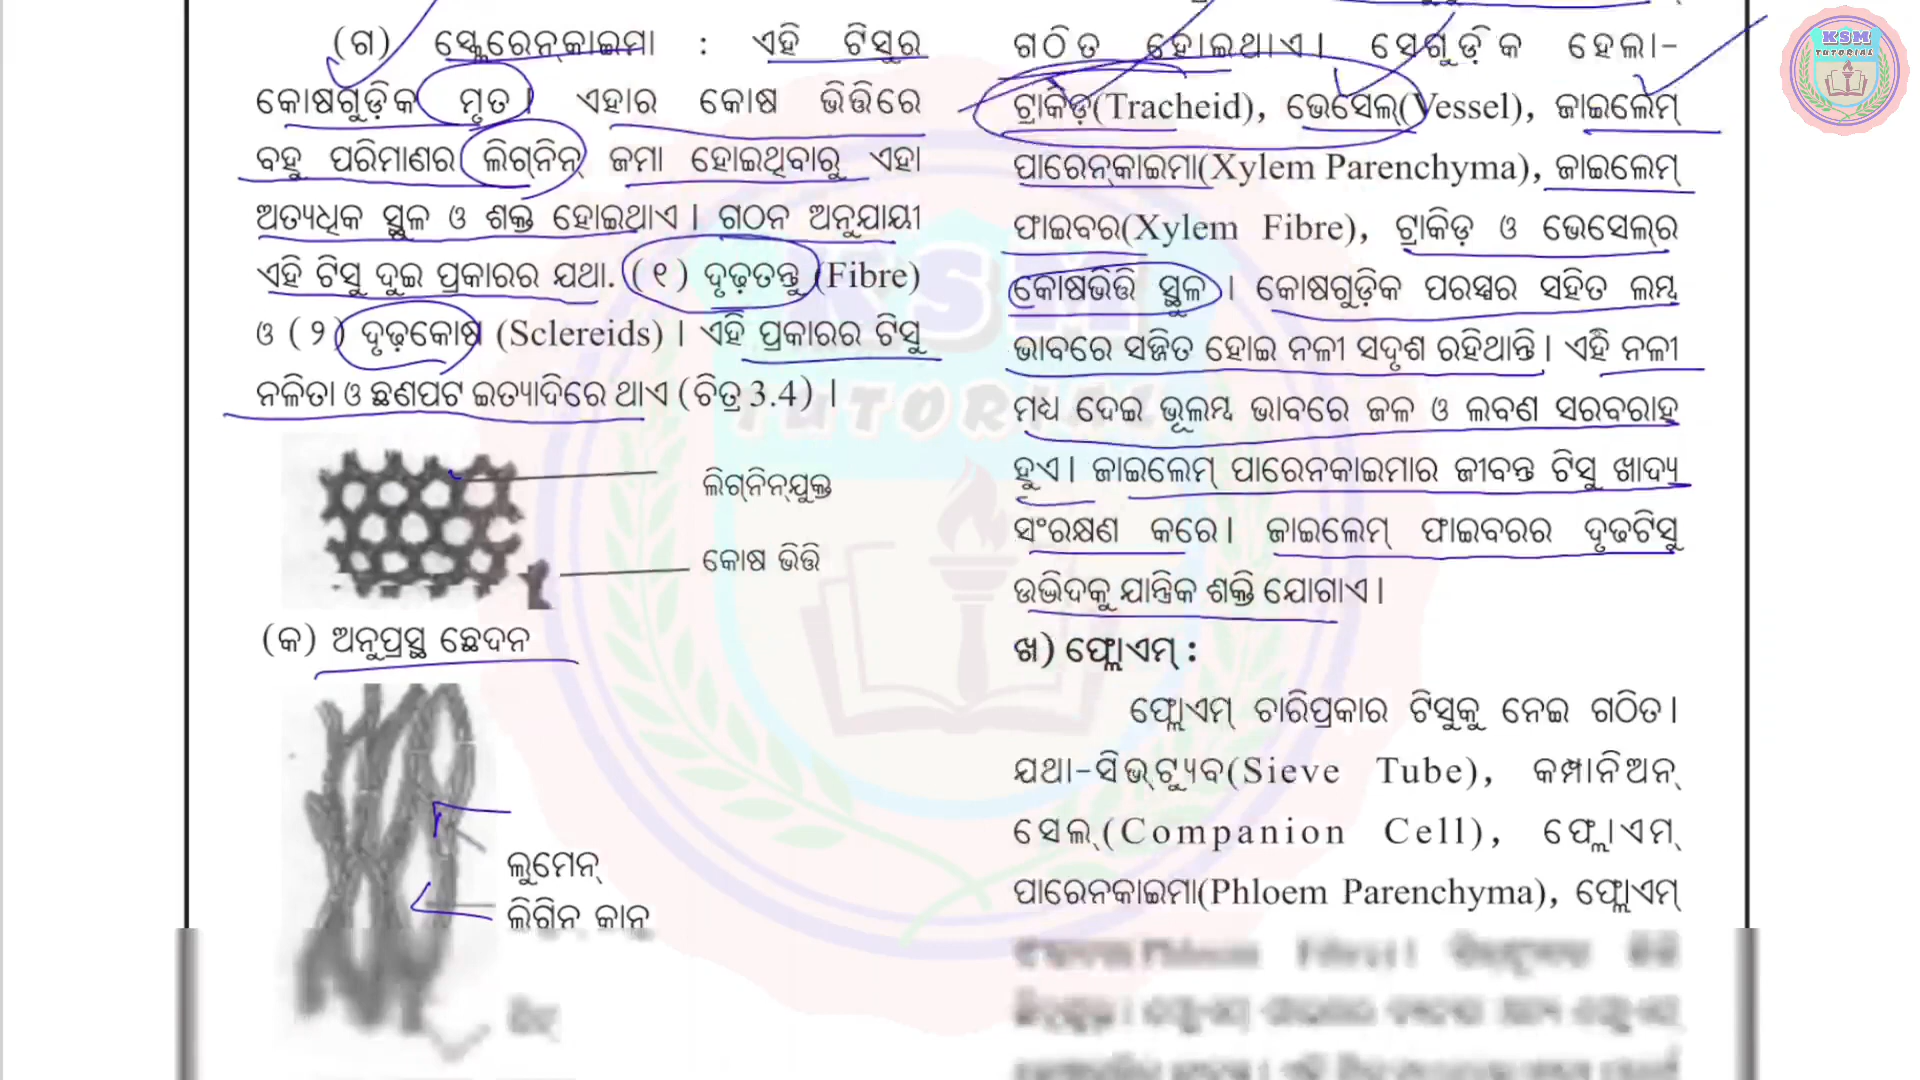 (ଗ) ସ୍କ୍ଲେରେନ୍‌କାଇମା : ଏହି ଟିସୁର
କୋଷଗୁଡ଼ିକ ମୃତ । ଏହାର କୋଷ ଭିତ୍ତିରେ
ବହୁ ପରିମାଣର ଲିଗ୍‌ନିନ୍ ଜମା ହୋଇଥିବାରୁ ଏହା
ଅତ୍ୟଧିକ ସ୍ଥୁଳ ଓ ଶକ୍ତ ହୋଇଥାଏ । ଗଠନ ଅନୁଯାୟୀ
ଏହି ଟିସୁ ଦୁଇ ପ୍ରକାରର ଯଥା. (୧) ଦୃଢ଼ତନ୍ତୁ (Fibre)
ଓ (୨) ଦୃଢ଼କୋଷ (Sclereids) । ଏହି ପ୍ରକାରର ଟିସୁ
ନଳିତା ଓ ଛଣପଟ ଇତ୍ୟାଦିରେ ଥାଏ (ଚିତ୍ର 3.4) ।
ଲିଗ୍‌ନିନ୍‌ଯୁକ୍ତ
କୋଷ ଭିତ୍ତି
(କ) ଅନୁପ୍ରସ୍ଥ ଛେଦନ
ଲୁମେନ୍
ଲିଗିନ କାନ୍ଥ
ଗଠିତ ହୋଇଥାଏ । ସେଗୁଡ଼ିକ ହେଲା-
ଟ୍ରାକିଡ଼(Tracheid), ଭେସେଲ୍(Vessel), ଜାଇଲେମ୍
ପାରେନ୍‌କାଇମା(Xylem Parenchyma), ଜାଇଲେମ୍
ଫାଇବର(Xylem Fibre), ଟ୍ରାକିଡ଼ ଓ ଭେସେଲ୍‌ର
କୋଷଭିତ୍ତି ସ୍ଥୁଳ । କୋଷଗୁଡ଼ିକ ପରସ୍ପର ସହିତ ଲମ୍ବ
ଭାବରେ ସଜ୍ଜିତ ହୋଇ ନଳୀ ସଦୃଶ ରହିଥାନ୍ତି । ଏହି ନଳୀ
ମଧ୍ୟ ଦେଇ ଭୂଲମ୍ବ ଭାବରେ ଜଳ ଓ ଲବଣ ସରବରାହ
ହୁଏ । ଜାଇଲେମ୍ ପାରେନକାଇମାର ଜୀବନ୍ତ ଟିସୁ ଖାଦ୍ୟ
ସଂରକ୍ଷଣ କରେ । ଜାଇଲେମ୍ ଫାଇବରର ଦୃଢଟିସୁ
ଉଦ୍ଭିଦକୁ ଯାନ୍ତ୍ରିକ ଶକ୍ତି ଯୋଗାଏ ।
ଖ) ଫ୍ଲୋଏମ୍ :
ଫ୍ଲୋଏମ୍ ଚାରିପ୍ରକାର ଟିସୁକୁ ନେଇ ଗଠିତ ।
ଯଥା-ସିଭ୍‌ଟ୍ୟୁବ(Sieve Tube), କମ୍ପାନିଅନ୍
ସେଲ୍(Companion Cell), ଫ୍ଲୋଏମ୍
ପାରେନକାଇମା(Phloem Parenchyma), ଫ୍ଲୋଏମ୍
KSM
TUTORIAL
KSM
TUTORIAL